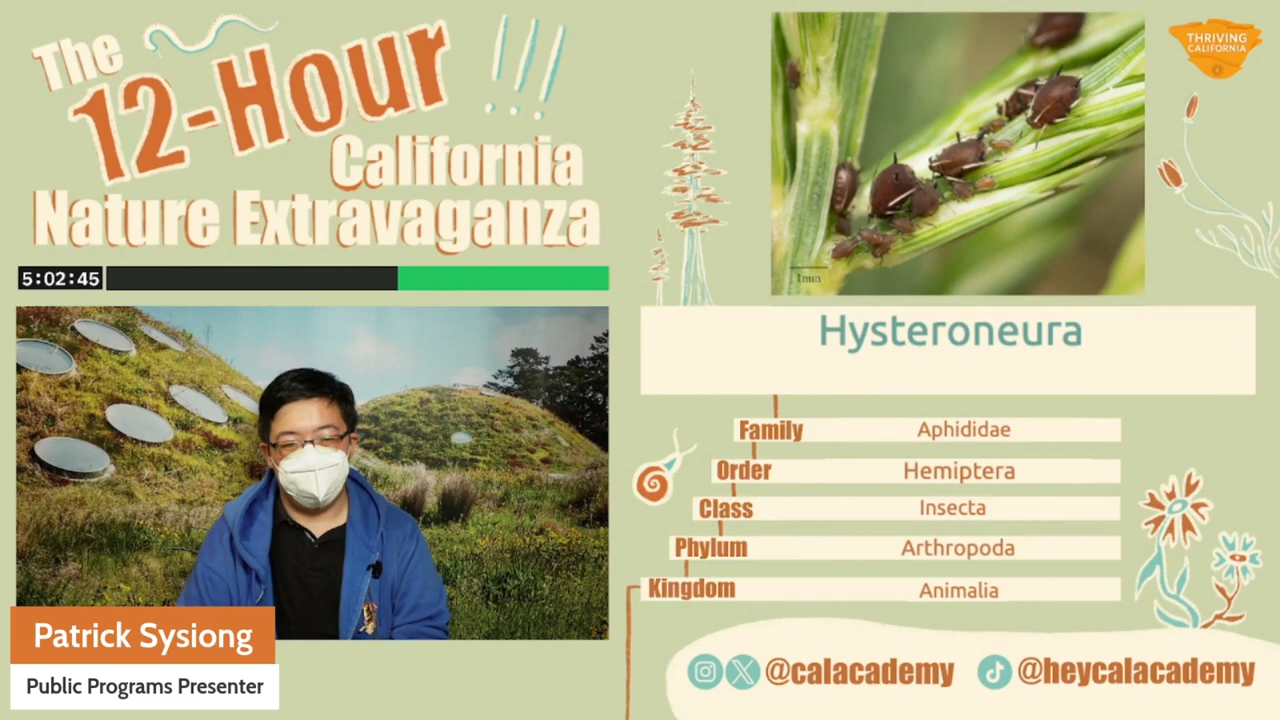 The
12-Hour
!!!
California
Nature Extravaganza
5:02:45
Patrick Sysiong
Public Programs Presenter
THRIVING
CALIFORNIA
1mm
Hysteroneura
Family Aphididae
Order Hemiptera
Class Insecta
Phylum Arthropoda
Kingdom Animalia
@calacademy @heycalacademy